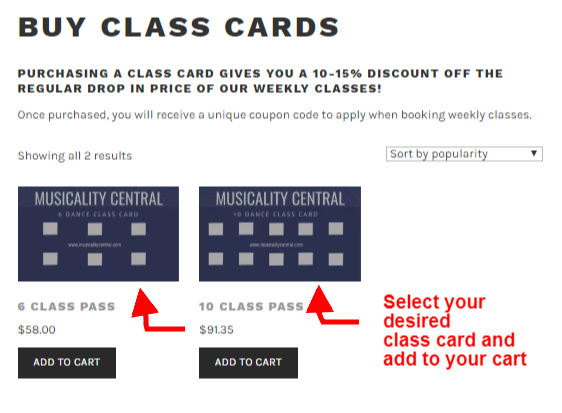 BUY CLASS CARDS
PURCHASING A CLASS CARD GIVES YOU A 10-15% DISCOUNT OFF THE
REGULAR DROP IN PRICE OF OUR WEEKLY CLASSES!
Once purchased, you will receive a unique coupon code to apply when booking weekly classes.
Showing all 2 results
Sort by popularity
MUSICALITY CENTRAL
6 DANCE CLASS CARD
www.musicalitycentral.com
MUSICALITY CENTRAL
10 DANCE CLASS CARD
www.musicalitycentral.com
6 CLASS PASS
$58.00
ADD TO CART
10 CLASS PASS
$91.35
ADD TO CART
Select your
desired
class card and
add to your cart